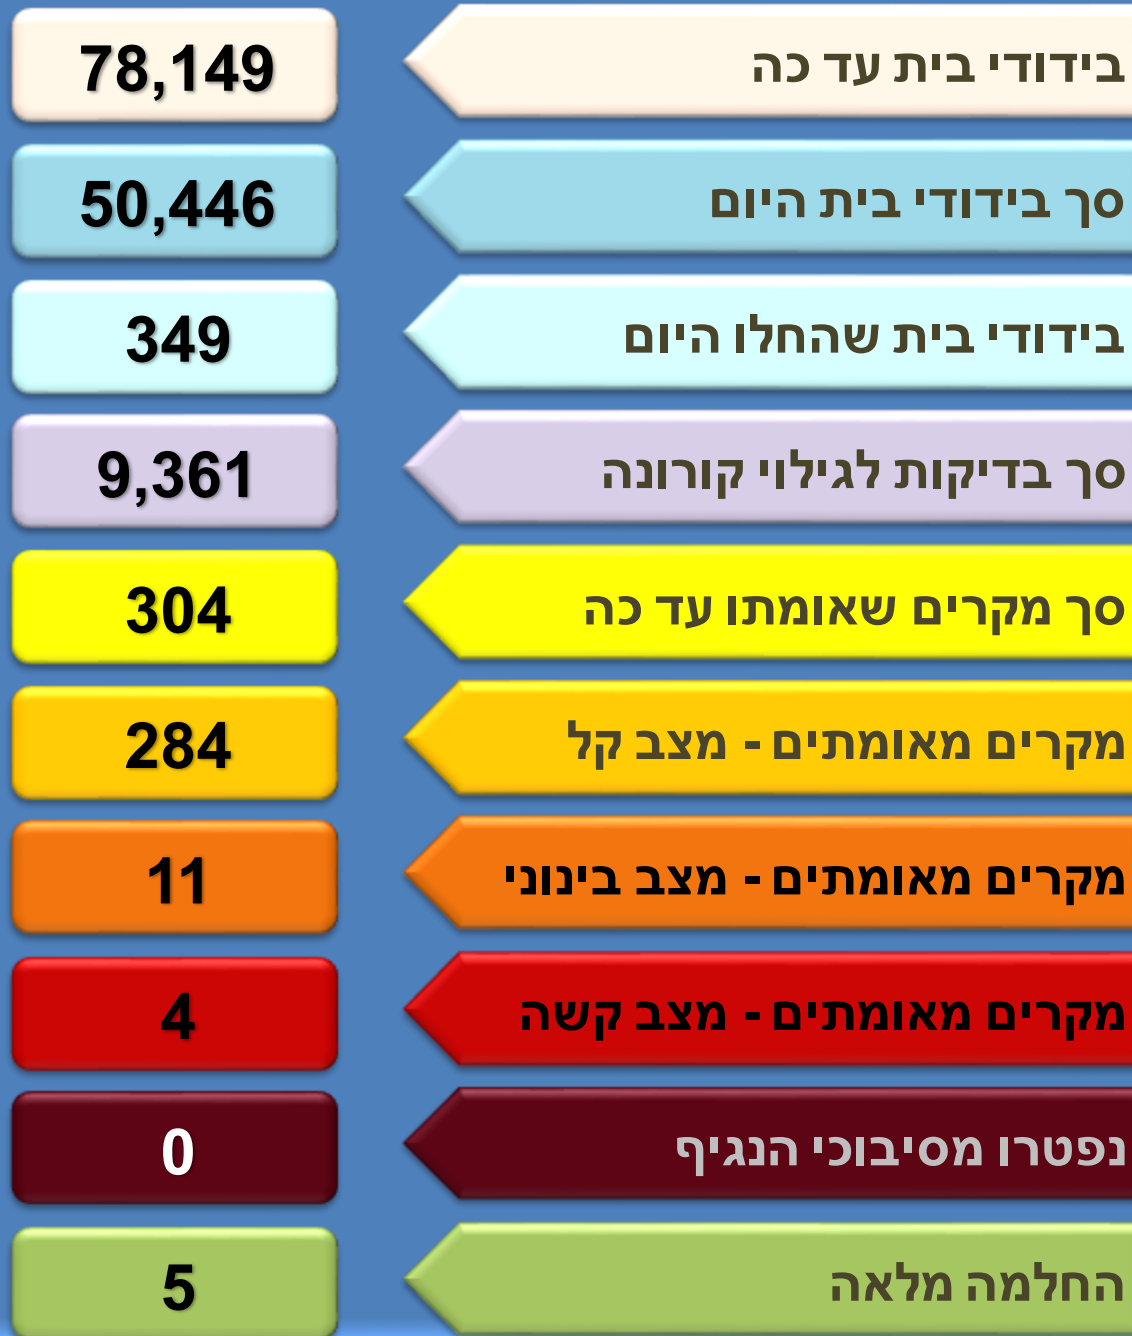 בידודי בית עד כה
78,149
סך בידודי בית היום
50,446
בידודי בית שהחלו היום
349
סך בדיקות לגילוי קורונה
9,361
סך מקרים שאומתו עד כה
304
מקרים מאומתים - מצב קל
284
מקרים מאומתים - מצב בינוני
11
מקרים מאומתים - מצב קשה
4
נפטרו מסיבוכי הנגיף
0
החלמה מלאה
5